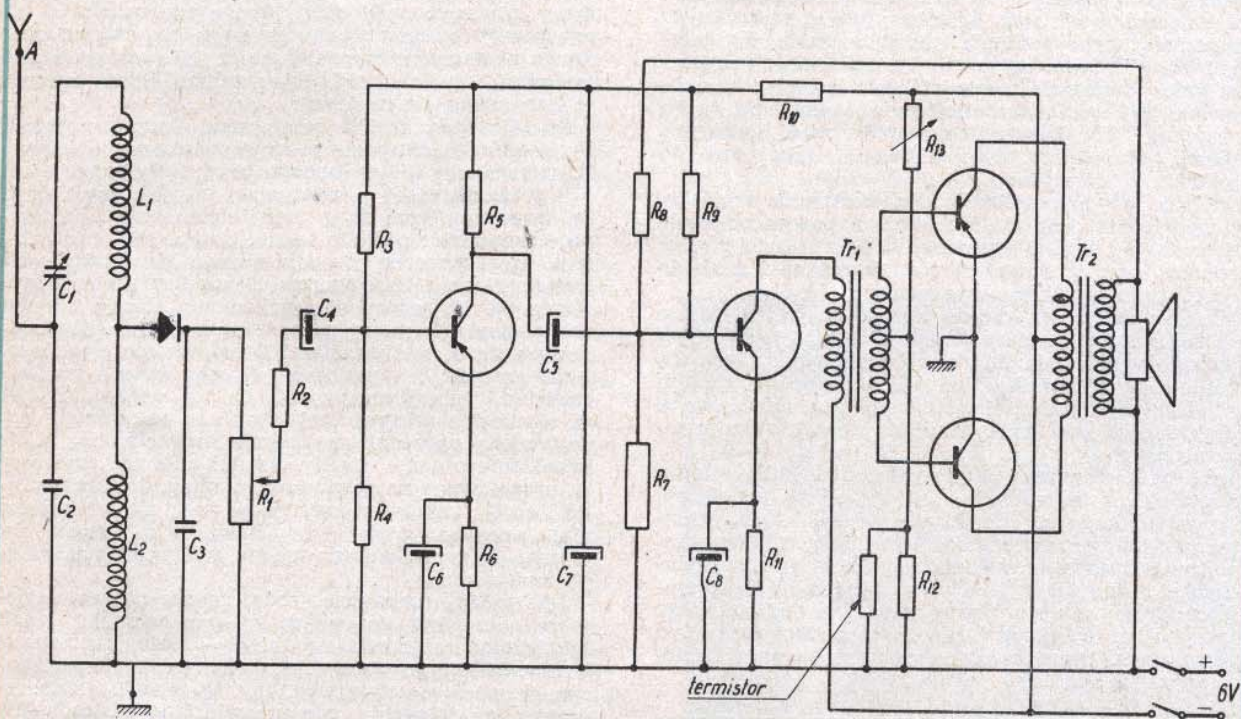 A
R10
R13
L1
R5
R8
R9
R3
Tr1
Tr2
C1
C4
C5
R2
R1
R7
C2
L2
C3
R4
C6
R6
C7
C8
R11
R12
termistor
+
6V
−